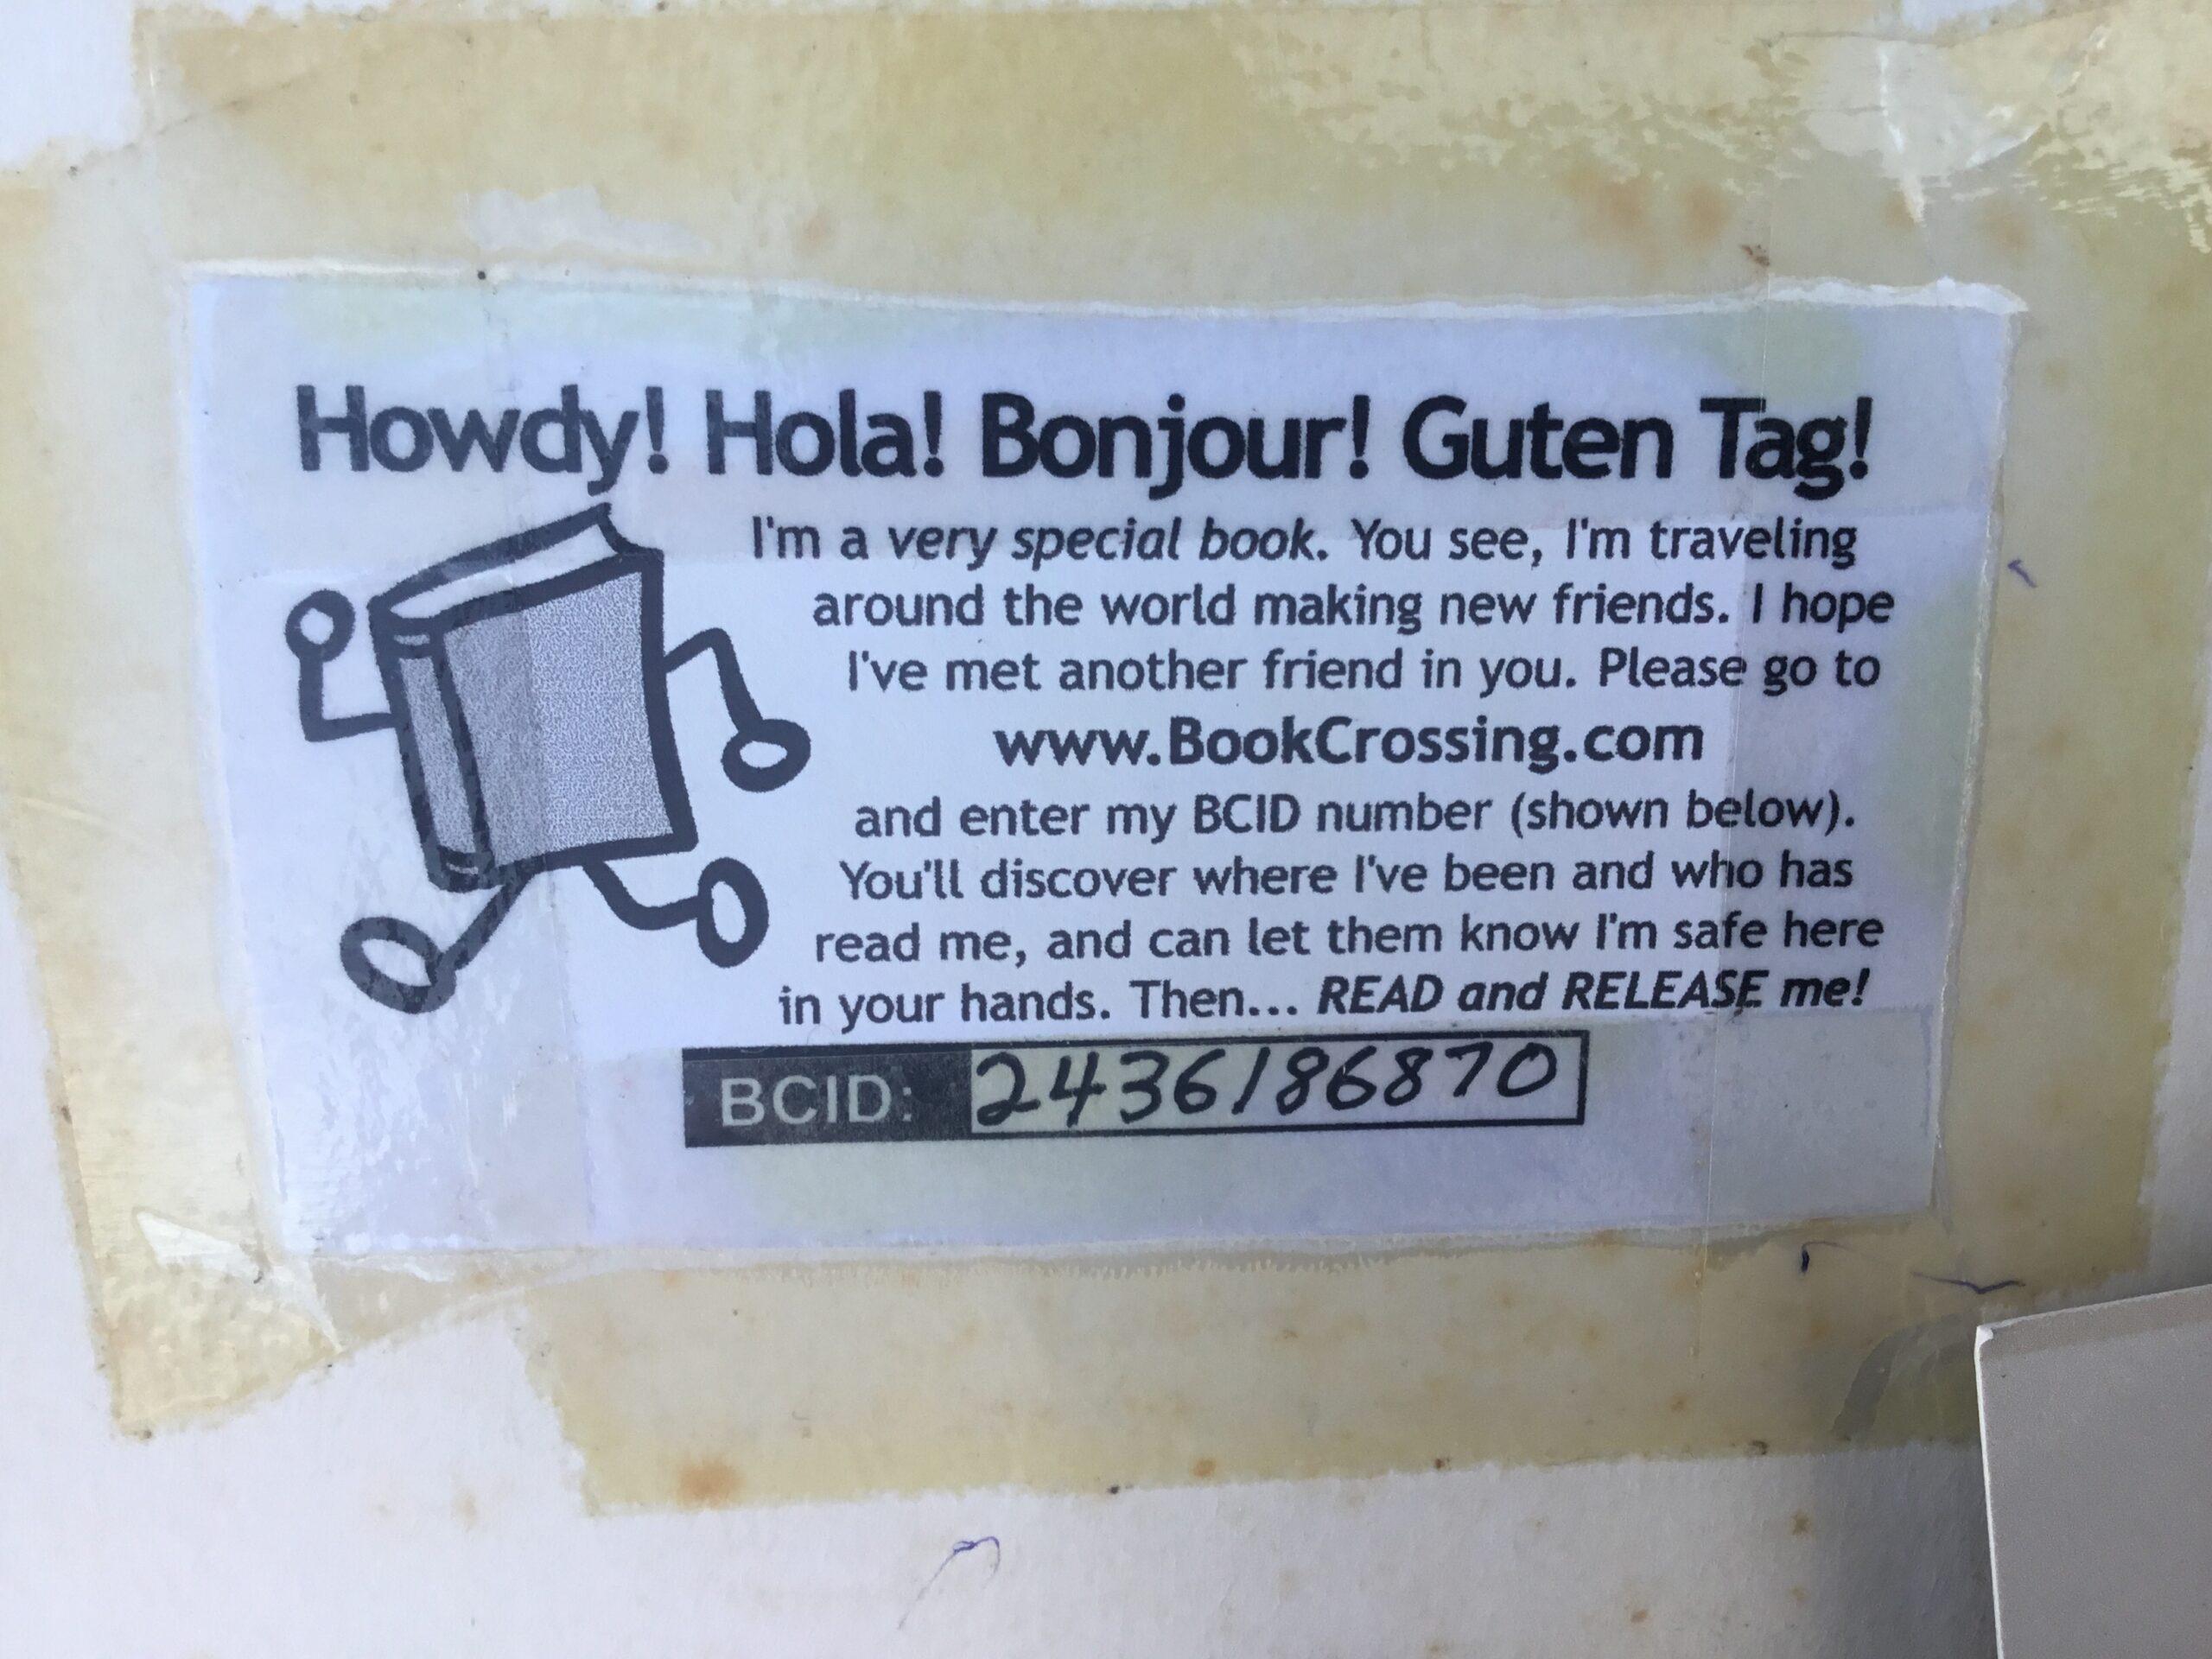 Howdy! Hola! Bonjour! Guten Tag!
I'm a very special book. You see, I'm traveling
around the world making new friends. I hope
I've met another friend in you. Please go to
www.BookCrossing.com
and enter my BCID number (shown below).
You'll discover where I've been and who has
read me, and can let them know I'm safe here
in your hands. Then... READ and RELEASE me!
BCID: 2436186870